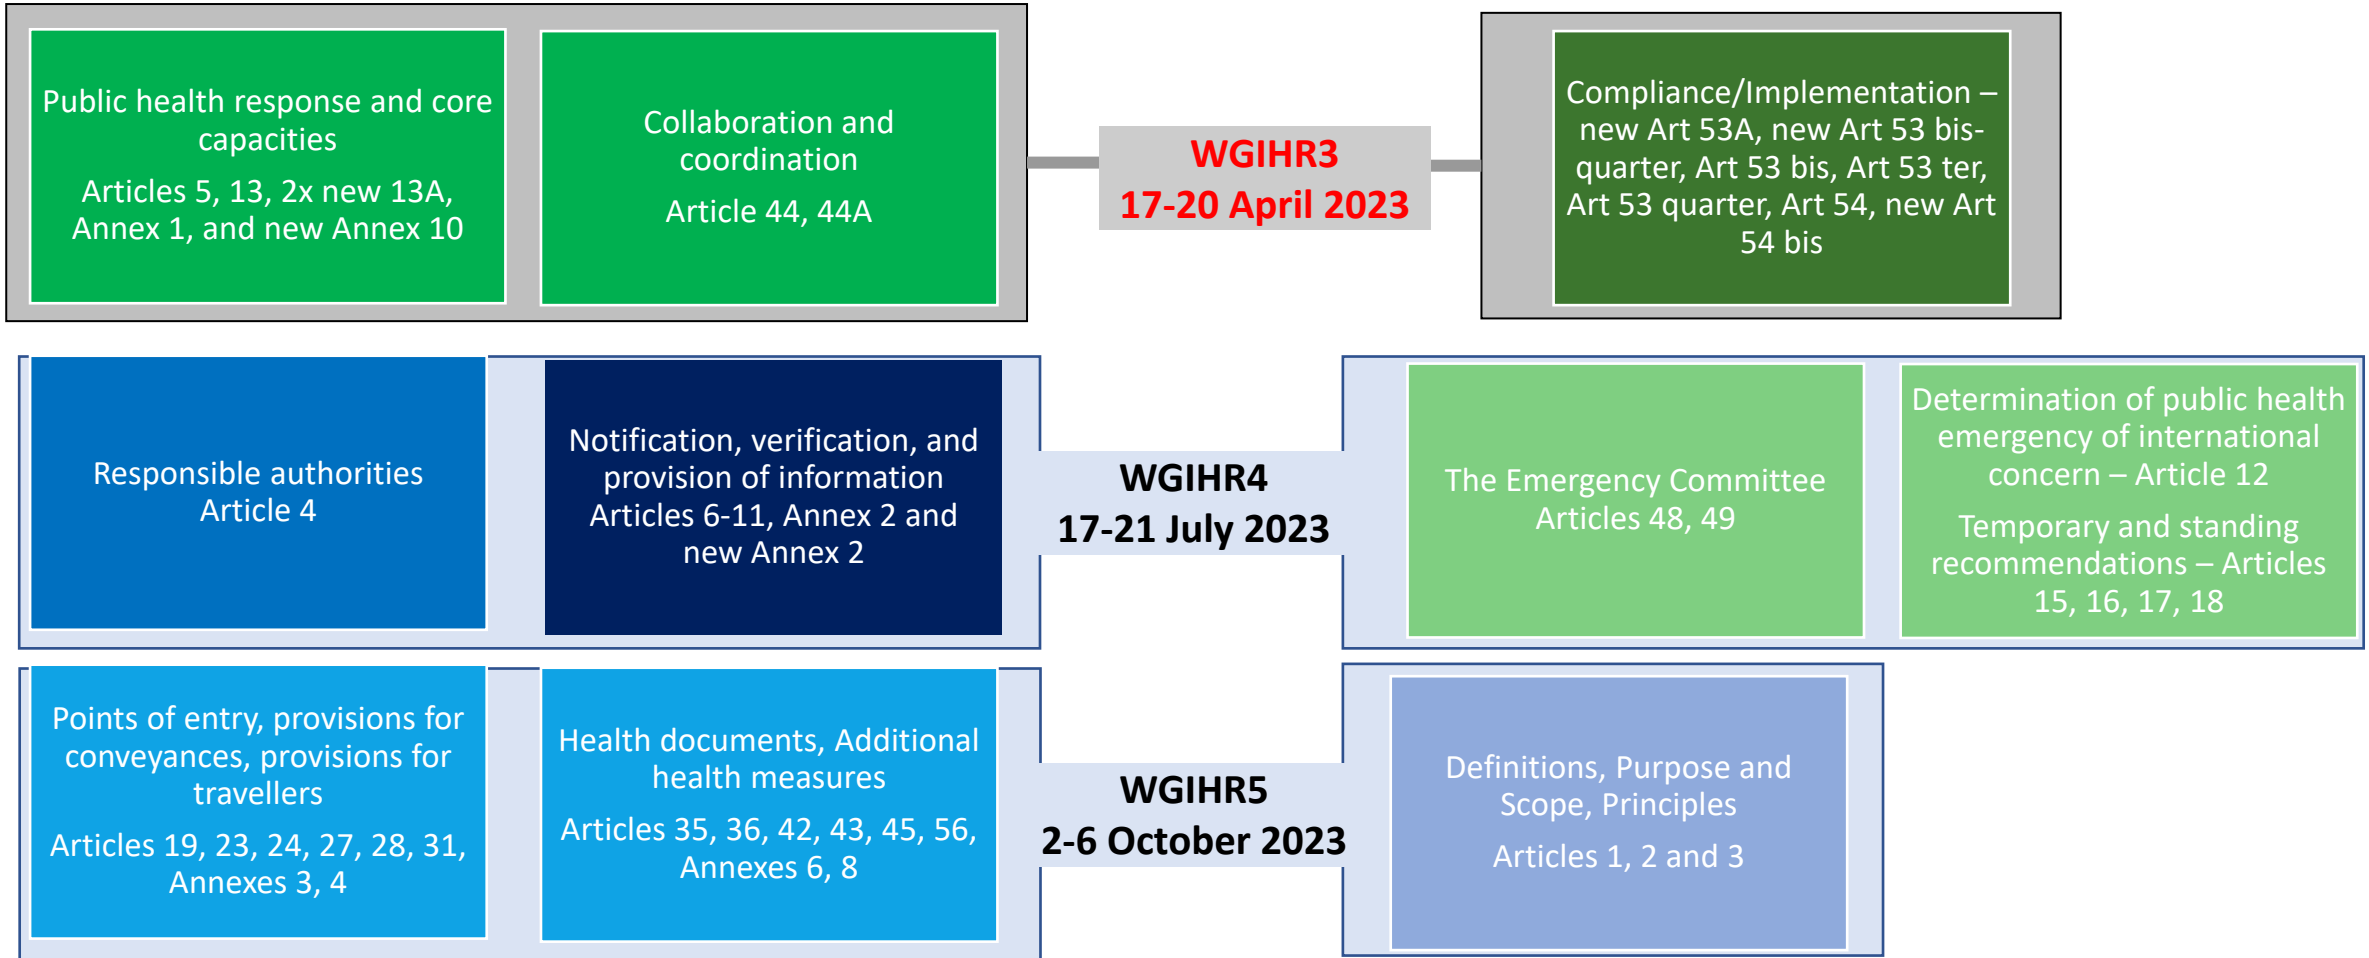 Public health response and core
capacities
Articles 5, 13, 2x new 13A,
Annex 1, and new Annex 10
Collaboration and
coordination
Article 44, 44A
WGIHR3
17-20 April 2023
Compliance/Implementation –
new Art 53A, new Art 53 bis-
quarter, Art 53 bis, Art 53 ter,
Art 53 quarter, Art 54, new Art
54 bis
Responsible authorities
Article 4
Notification, verification, and
provision of information
Articles 6-11, Annex 2 and
new Annex 2
WGIHR4
17-21 July 2023
The Emergency Committee
Articles 48, 49
Determination of public health
emergency of international
concern – Article 12
Temporary and standing
recommendations – Articles
15, 16, 17, 18
Points of entry, provisions for
conveyances, provisions for
travellers
Articles 19, 23, 24, 27, 28, 31,
Annexes 3, 4
Health documents, Additional
health measures
Articles 35, 36, 42, 43, 45, 56,
Annexes 6, 8
WGIHR5
2-6 October 2023
Definitions, Purpose and
Scope, Principles
Articles 1, 2 and 3